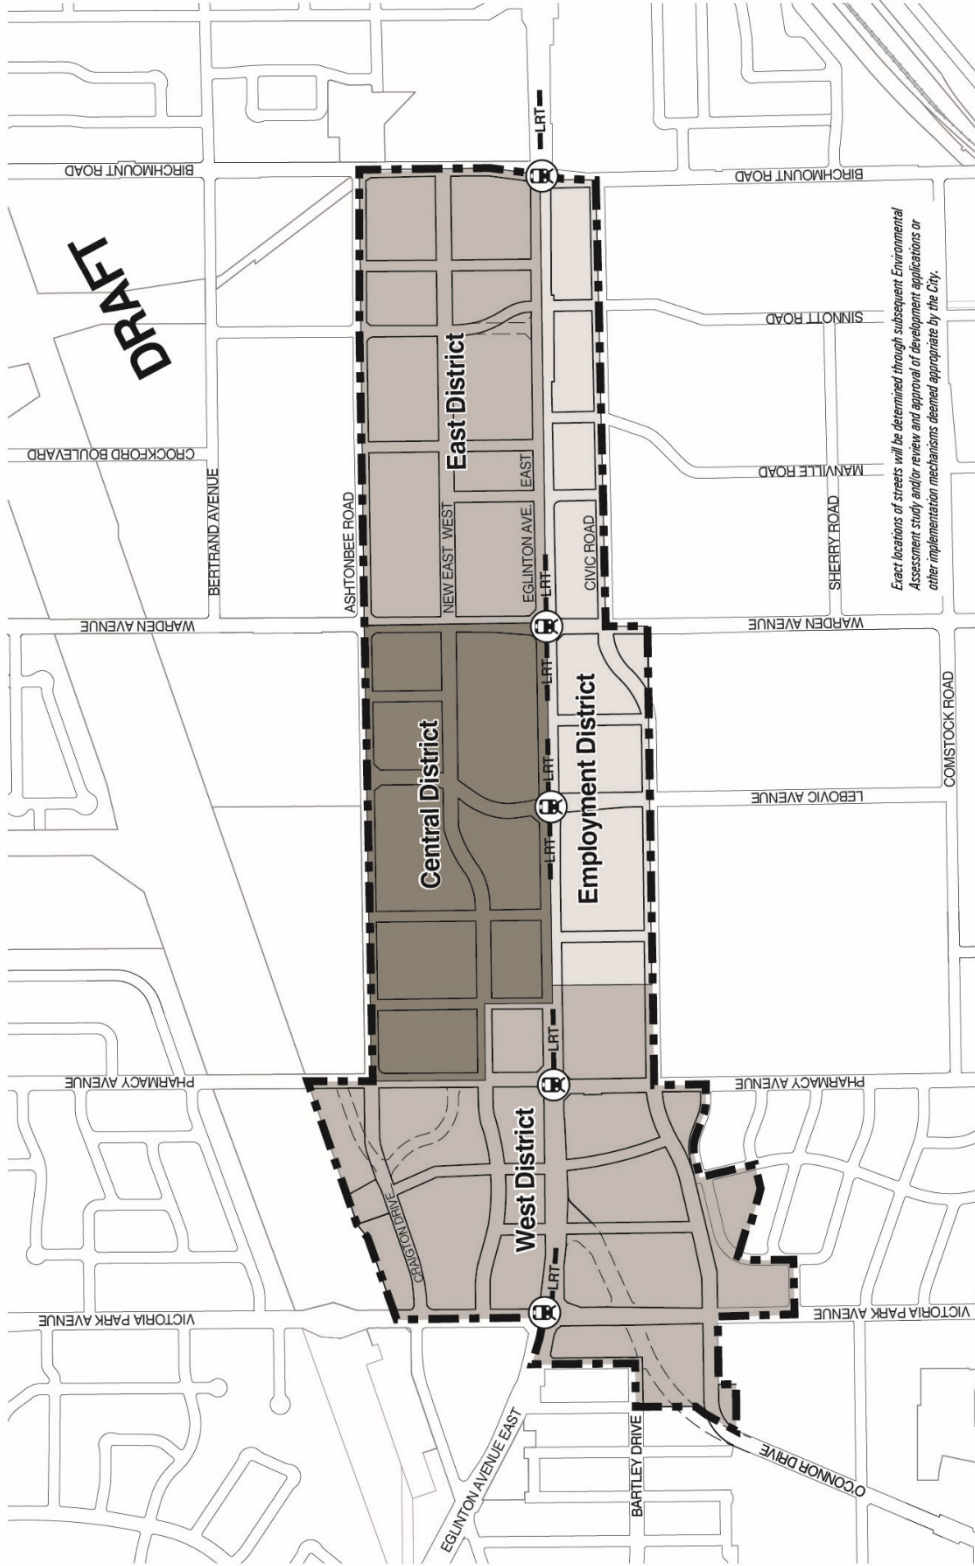 DRAFT
BIRCHMOUNT ROAD
BIRCHMOUNT ROAD
LRT
SINNOTT ROAD
East District
CROCKFORD BOULEVARD
MANVILLE ROAD
BERTRAND AVENUE
ASHTONBEE ROAD
NEW EAST WEST
EGLINTON AVE. EAST
CIVIC ROAD
SHERRY ROAD
LRT
WARDEN AVENUE
WARDEN AVENUE
LRT
Central District
Employment District
COMSTOCK ROAD
LRT
LEBOVIC AVENUE
LRT
LRT
PHARMACY AVENUE
PHARMACY AVENUE
West District
CRAIGTON DRIVE
LRT
VICTORIA PARK AVENUE
VICTORIA PARK AVENUE
EGLINTON AVENUE EAST
BARTLEY DRIVE
O'CONNOR DRIVE
Exact locations of streets will be determined through subsequent Environmental
Assessment study and/or review and approval of development applications or
other implementation mechanisms deemed appropriate by the City.